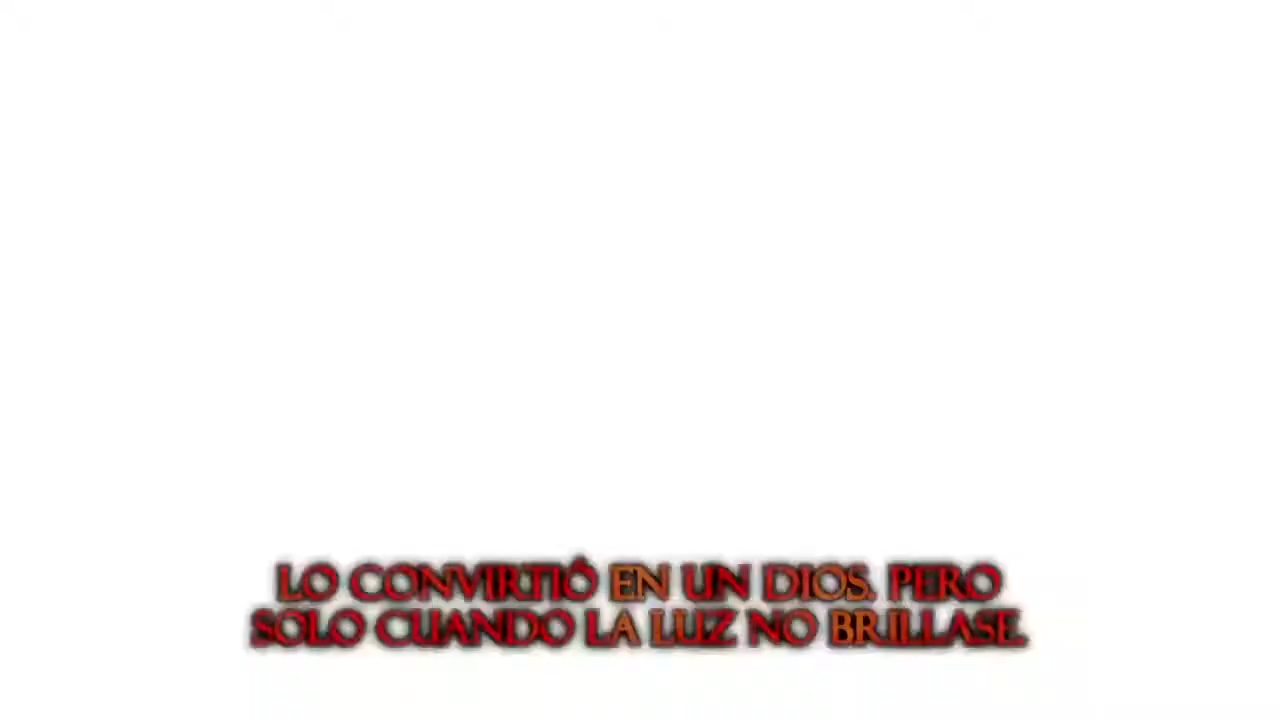 LO CONVIRTIÓ EN UN DIOS, PERO
SOLO CUANDO LA LUZ NO BRILLASE.